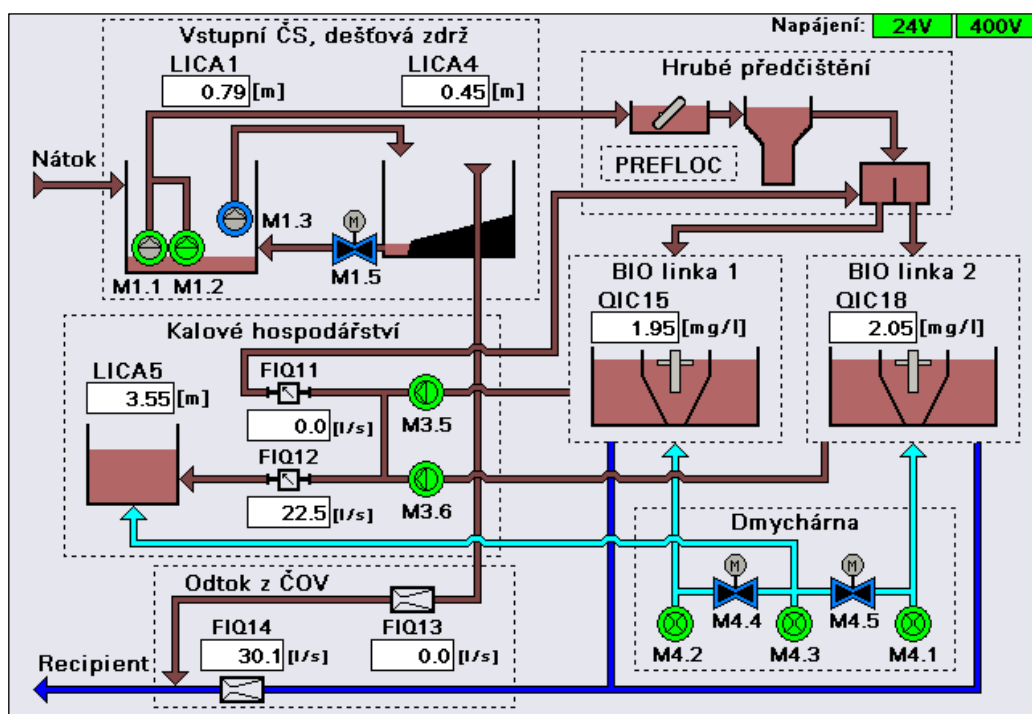 Napájení: 24V 400V
Vstupní ČS, dešťová zdrž
LICA1
0.79 [m]
LICA4
0.45 [m]
Hrubé předčištění
PREFLOC
Nátok
M1.1
M1.2
M1.3
M
M1.5
BIO linka 1
QIC15
1.95 [mg/l]
BIO linka 2
QIC18
2.05 [mg/l]
Kalové hospodářství
LICA5
3.55 [m]
FIQ11
0.0 [l/s]
M3.5
FIQ12
22.5 [l/s]
M3.6
Dmychárna
M
M4.4
M
M4.5
M4.2
M4.3
M4.1
Odtok z ČOV
FIQ14
30.1 [l/s]
FIQ13
0.0 [l/s]
Recipient